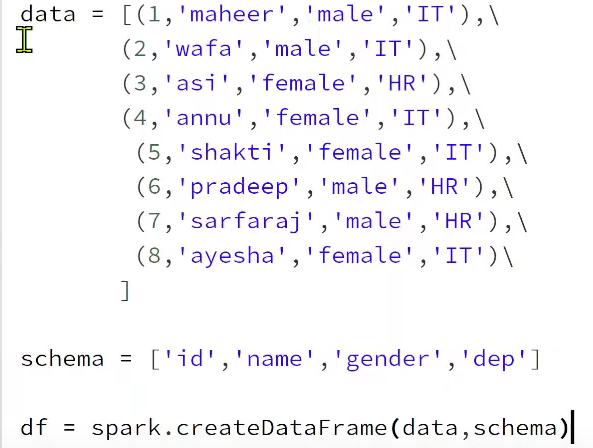 data = [(1,'maheer','male','IT'),\
(2,'wafa','male','IT'),\
(3,'asi','female','HR'),\
(4,'annu','female','IT'),\
(5,'shakti','female','IT'),\
(6,'pradeep','male','HR'),\
(7,'sarfaraj','male','HR'),\
(8,'ayesha','female','IT')\
]
schema = ['id','name','gender','dep']
df = spark.createDataFrame(data,schema)